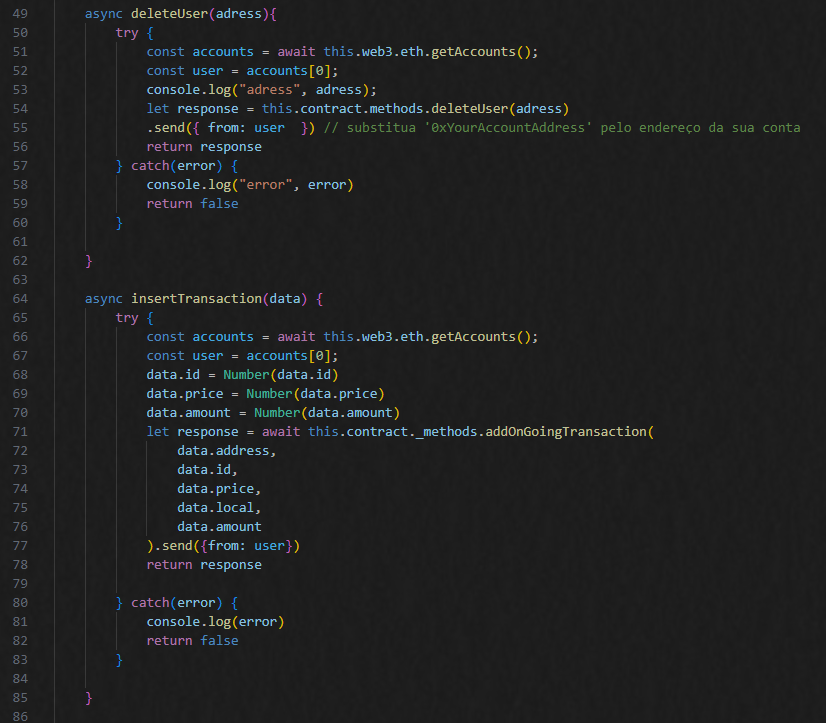 49 async deleteUser(adress){
50 try {
51 const accounts = await this.web3.eth.getAccounts();
52 const user = accounts[0];
53 console.log("adress", adress);
54 let response = this.contract.methods.deleteUser(adress)
55 .send({ from: user  }) // substitua '0xYourAccountAddress' pelo endereço da sua conta
56 return response
57 } catch(error) {
58 console.log("error", error)
59 return false
60 }
61
62 }
63
64 async insertTransaction(data) {
65 try {
66 const accounts = await this.web3.eth.getAccounts();
67 const user = accounts[0];
68 data.id = Number(data.id)
69 data.price = Number(data.price)
70 data.amount = Number(data.amount)
71 let response = await this.contract._methods.addOnGoingTransaction(
72 data.address,
73 data.id,
74 data.price,
75 data.local,
76 data.amount
77 ).send({from: user})
78 return response
79
80 } catch(error) {
81 console.log(error)
82 return false
83 }
84
85 }
86